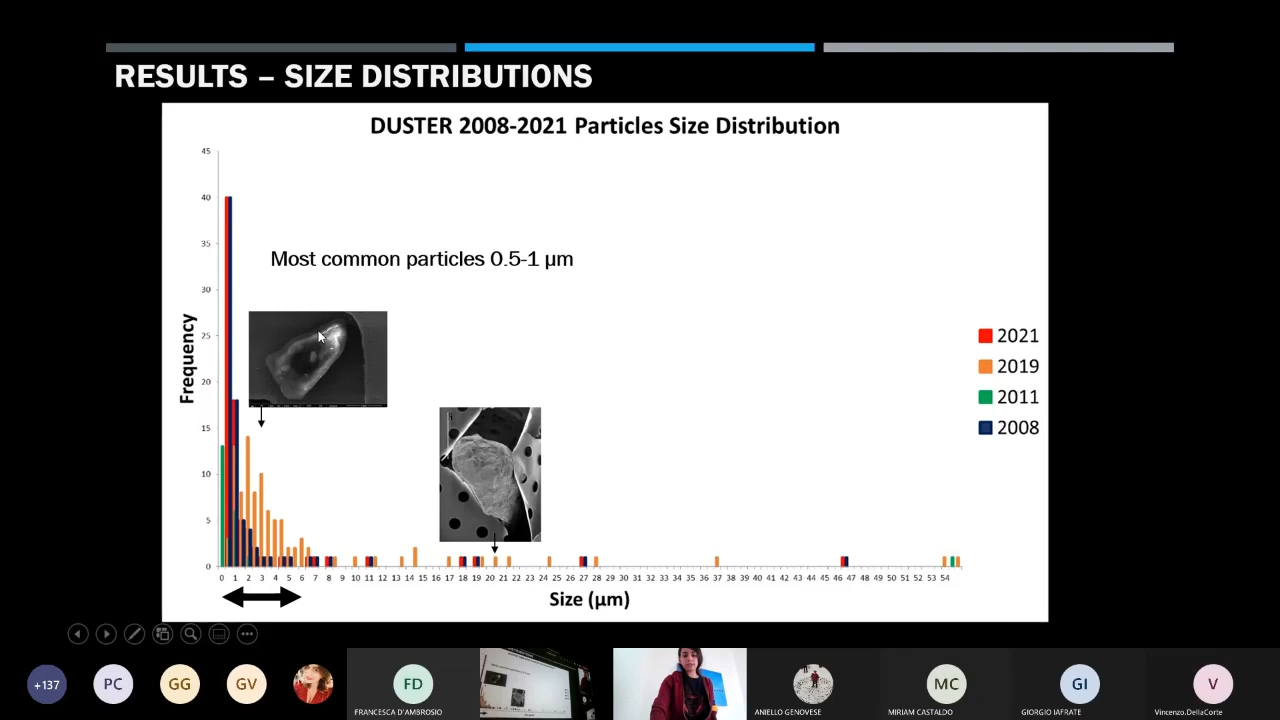 RESULTS – SIZE DISTRIBUTIONS
DUSTER 2008-2021 Particles Size Distribution
45
40
35
30
25
20
15
10
5
0
Frequency
Most common particles 0.5-1 µm
2021
2019
2011
2008
0 1 2 3 4 5 6 7 8 9 10 11 12 13 14 15 16 17 18 19 20 21 22 23 24 25 26 27 28 29 30 31 32 33 34 35 36 37 38 39 40 41 42 43 44 45 46 47 48 49 50 51 52 53 54
Size (µm)
+137
PC
GG
GV
FD
FRANCESCA D'AMBROSIO
ANIELLO GENOVESE
MC
MIRIAM CASTALDO
GI
GIORGIO IAFRATE
V
Vincenzo.DellaCorte